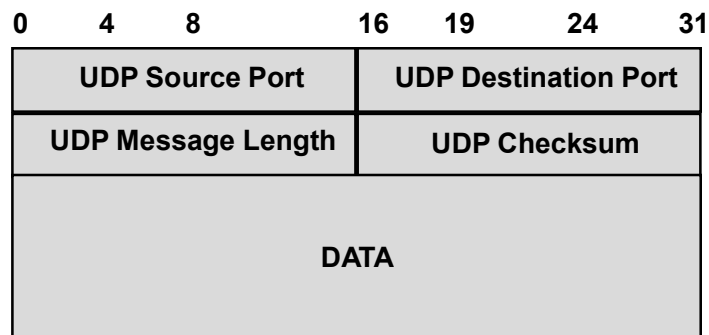 0 4 8 16 19 24 31
UDP Source Port UDP Destination Port
UDP Message Length UDP Checksum
DATA